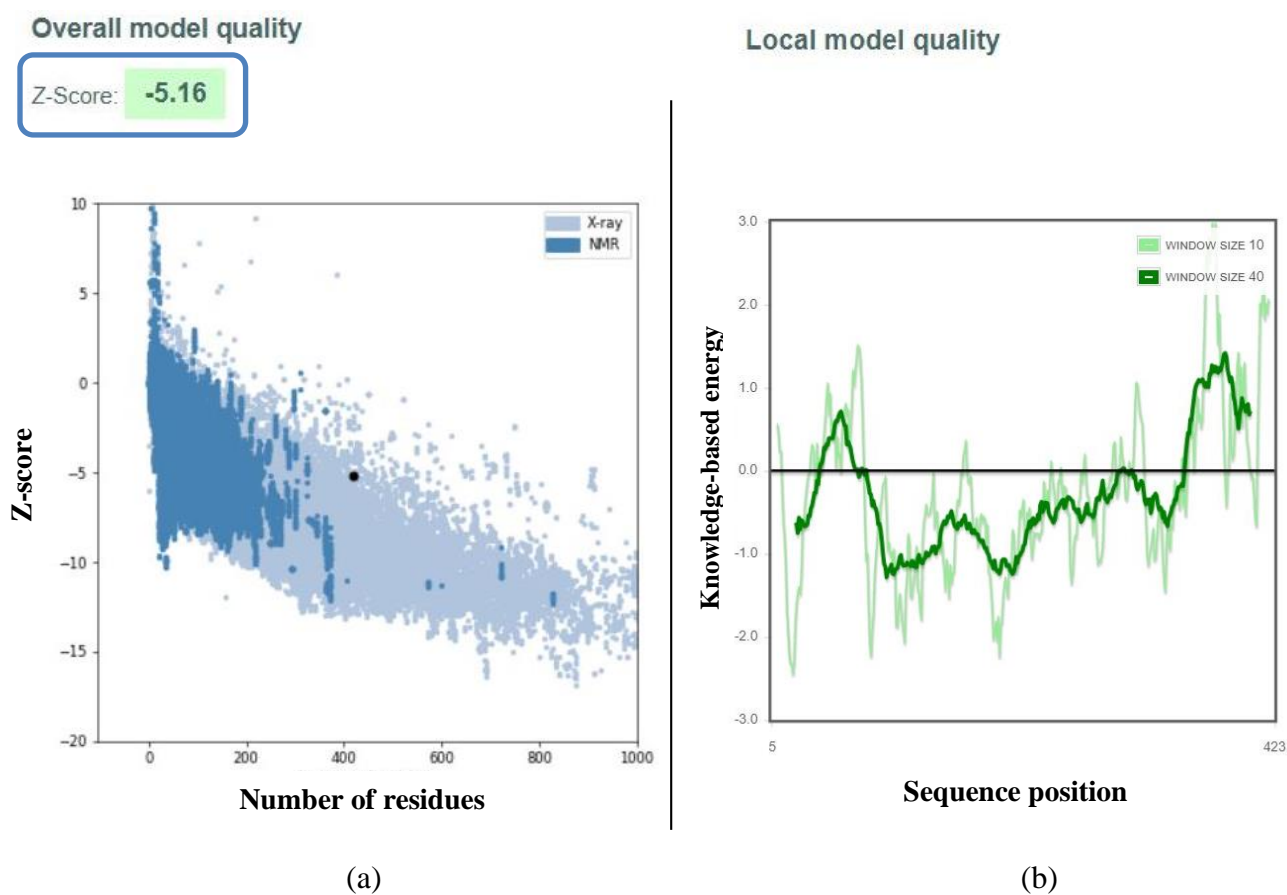 Overall model quality
Z-Score: -5.16
Local model quality
X-ray
NMR
10
5
0
−5
−10
−15
−20
Z-score
0
200
400
600
800
1000
Number of residues
(a)
WINDOW SIZE 10
WINDOW SIZE 40
3.0
2.0
1.0
0.0
-1.0
-2.0
-3.0
Knowledge-based energy
5
423
Sequence position
(b)